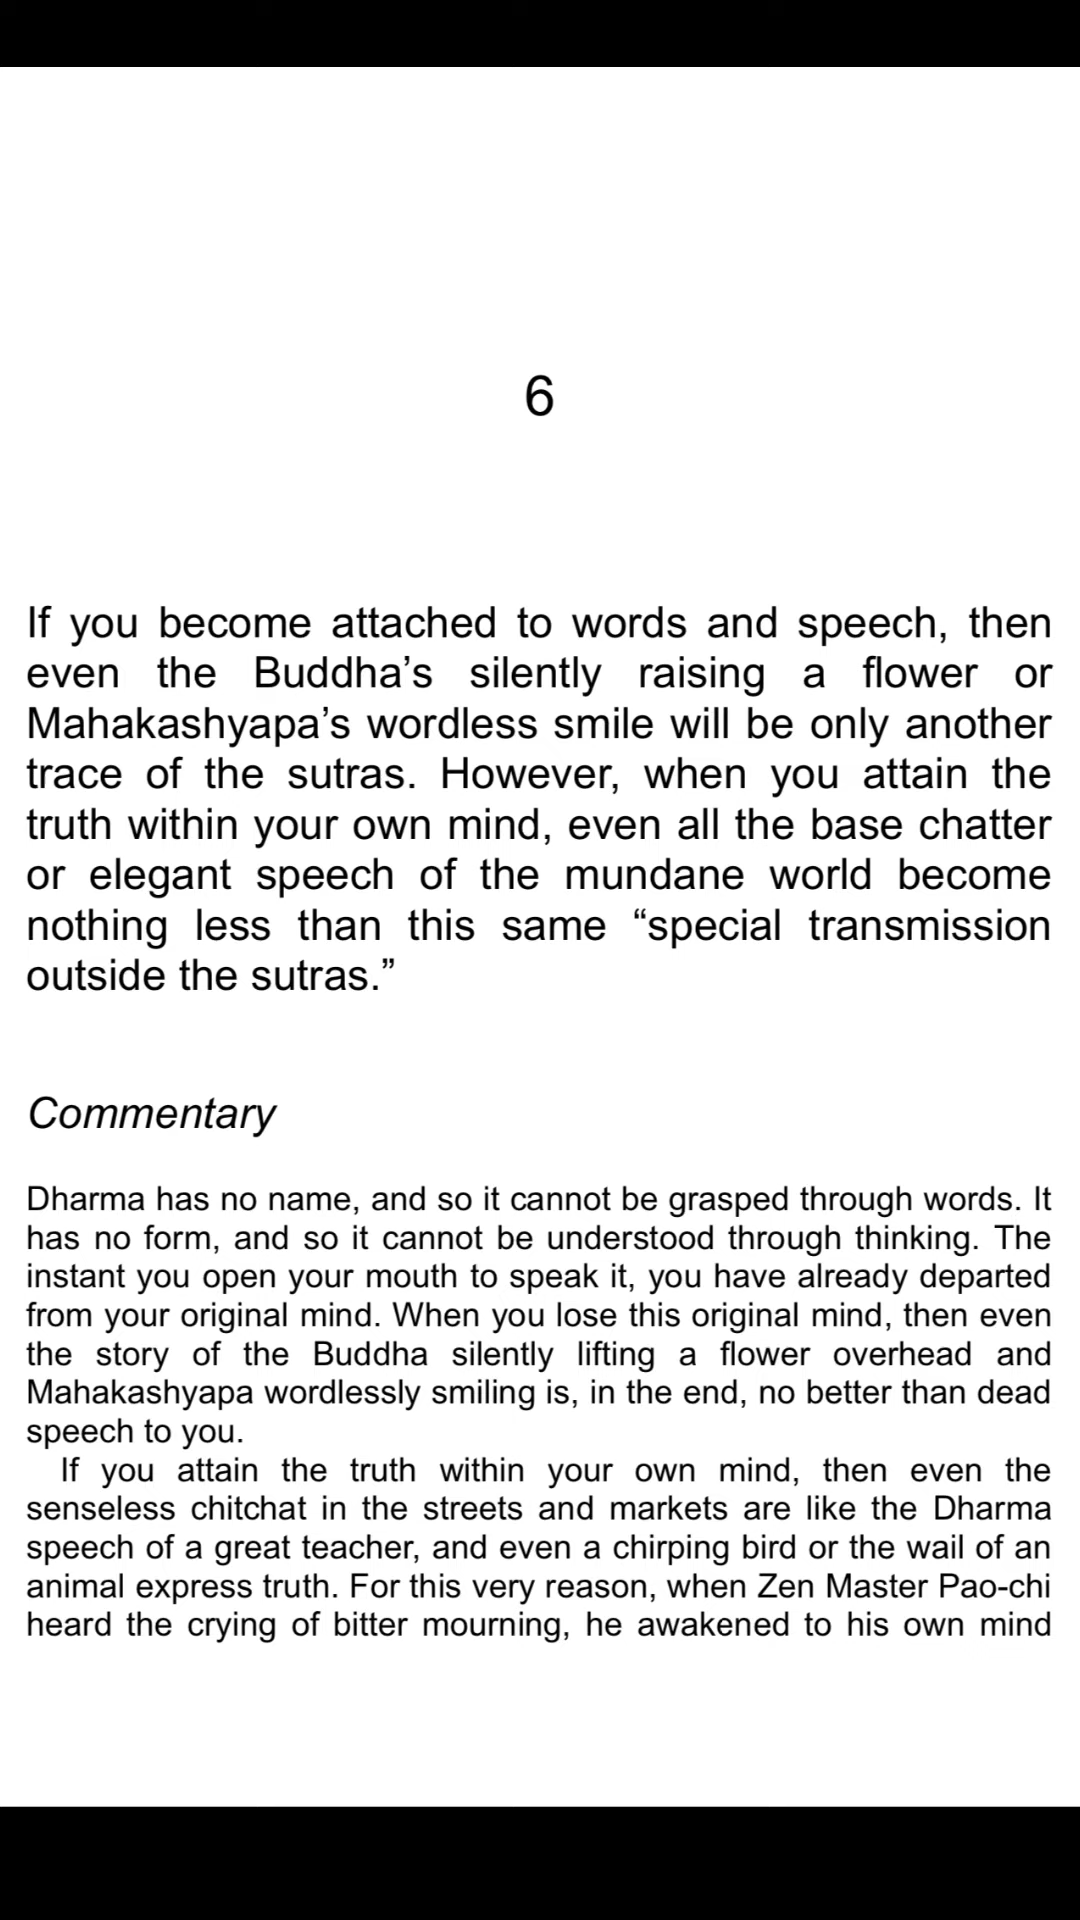 6
If you become attached to words and speech, then
even the Buddha’s silently raising a flower or
Mahakashyapa’s wordless smile will be only another
trace of the sutras. However, when you attain the
truth within your own mind, even all the base chatter
or elegant speech of the mundane world become
nothing less than this same “special transmission
outside the sutras.”
Commentary
Dharma has no name, and so it cannot be grasped through words. It
has no form, and so it cannot be understood through thinking. The
instant you open your mouth to speak it, you have already departed
from your original mind. When you lose this original mind, then even
the story of the Buddha silently lifting a flower overhead and
Mahakashyapa wordlessly smiling is, in the end, no better than dead
speech to you.
If you attain the truth within your own mind, then even the
senseless chitchat in the streets and markets are like the Dharma
speech of a great teacher, and even a chirping bird or the wail of an
animal express truth. For this very reason, when Zen Master Pao-chi
heard the crying of bitter mourning, he awakened to his own mind